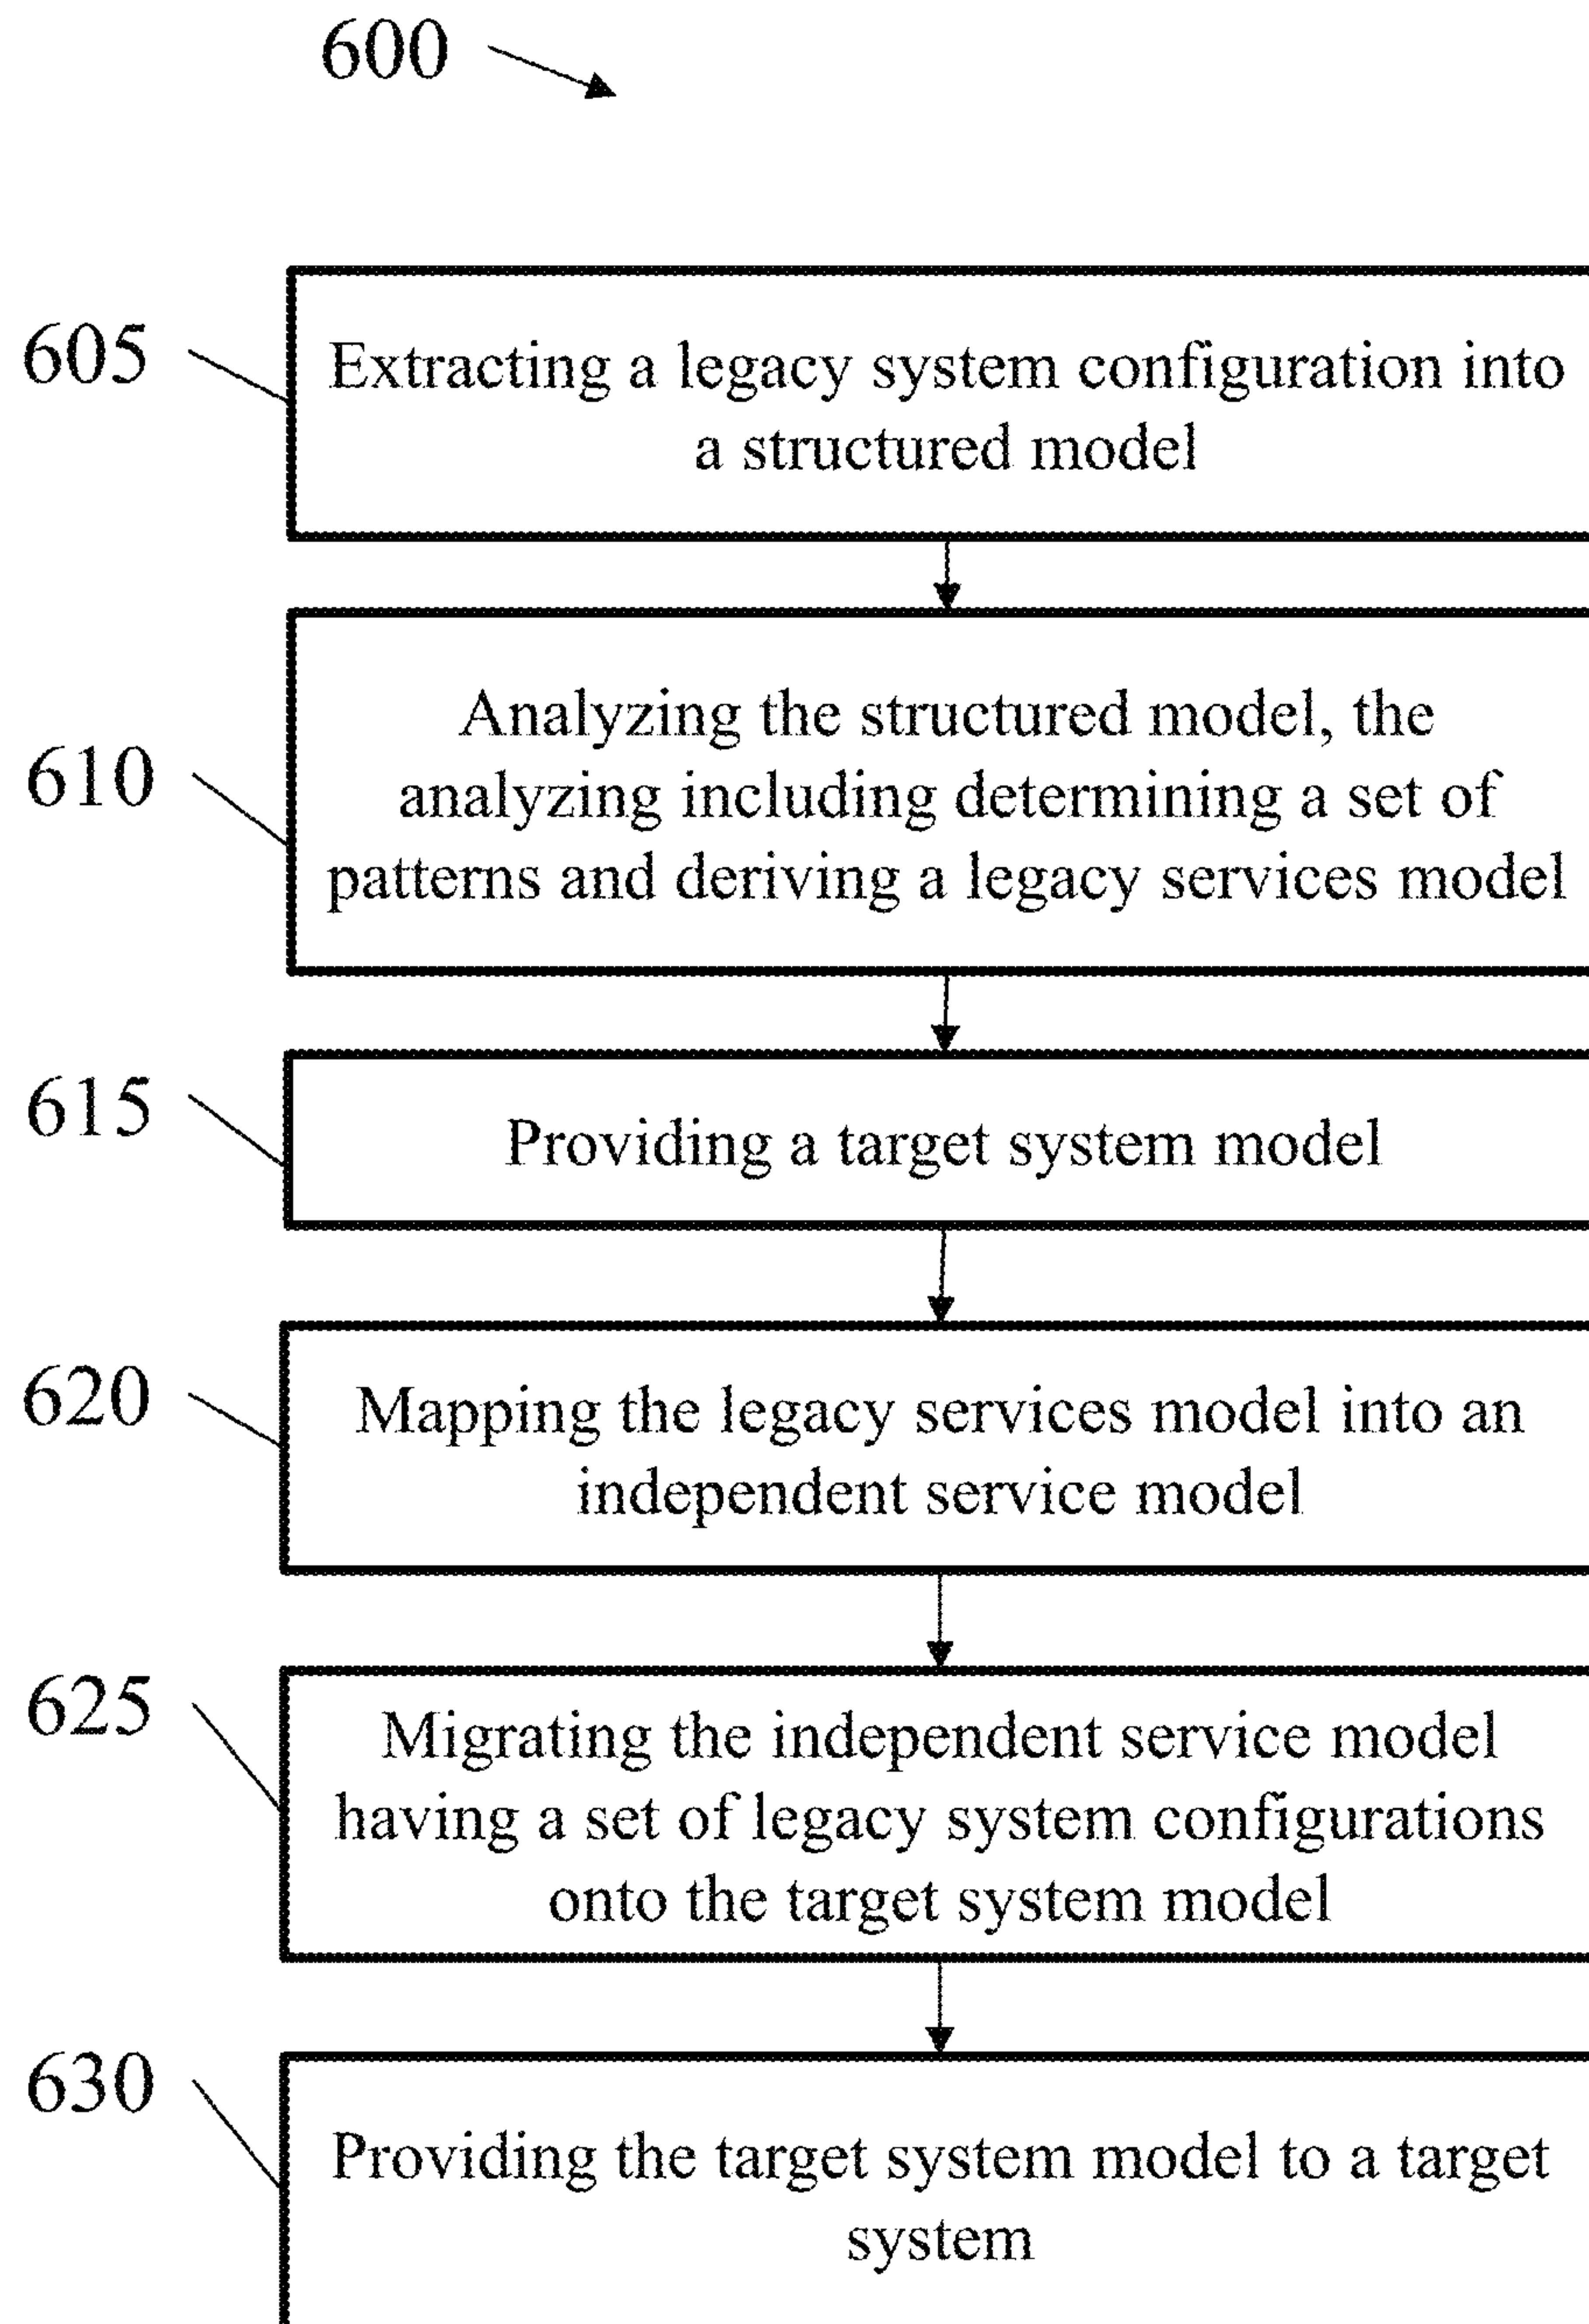 600
605
Extracting a legacy system configuration into
a structured model
610
Analyzing the structured model, the
analyzing including determining a set of
patterns and deriving a legacy services model
615
Providing a target system model
620
Mapping the legacy services model into an
independent service model
625
Migrating the independent service model
having a set of legacy system configurations
onto the target system model
630
Providing the target system model to a target
system